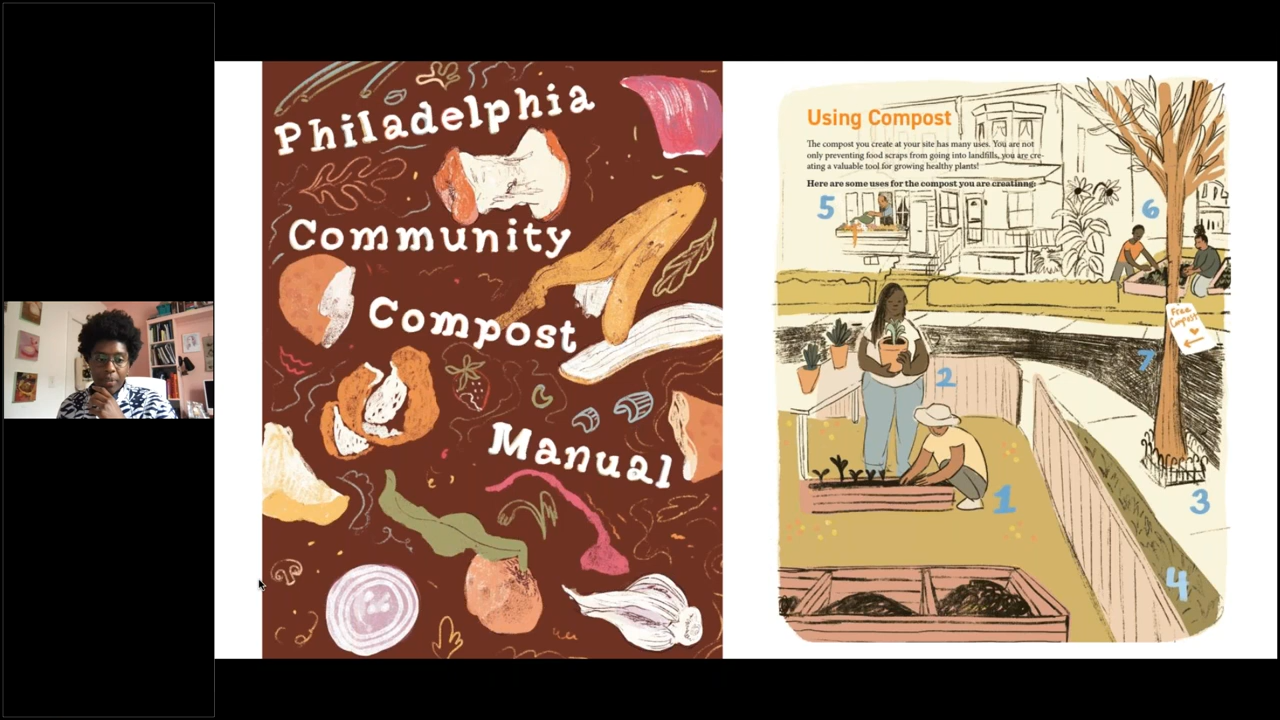 Philadelphia
Community
Compost
Manual
Using Compost
The compost you create at your site has many uses. You are not
only preventing food scraps from going into landfills, you are cre-
ating a valuable tool for growing healthy plants!
Here are some uses for the compost you are creatinng:
5
6
Free
Compost
7
2
1
3
4